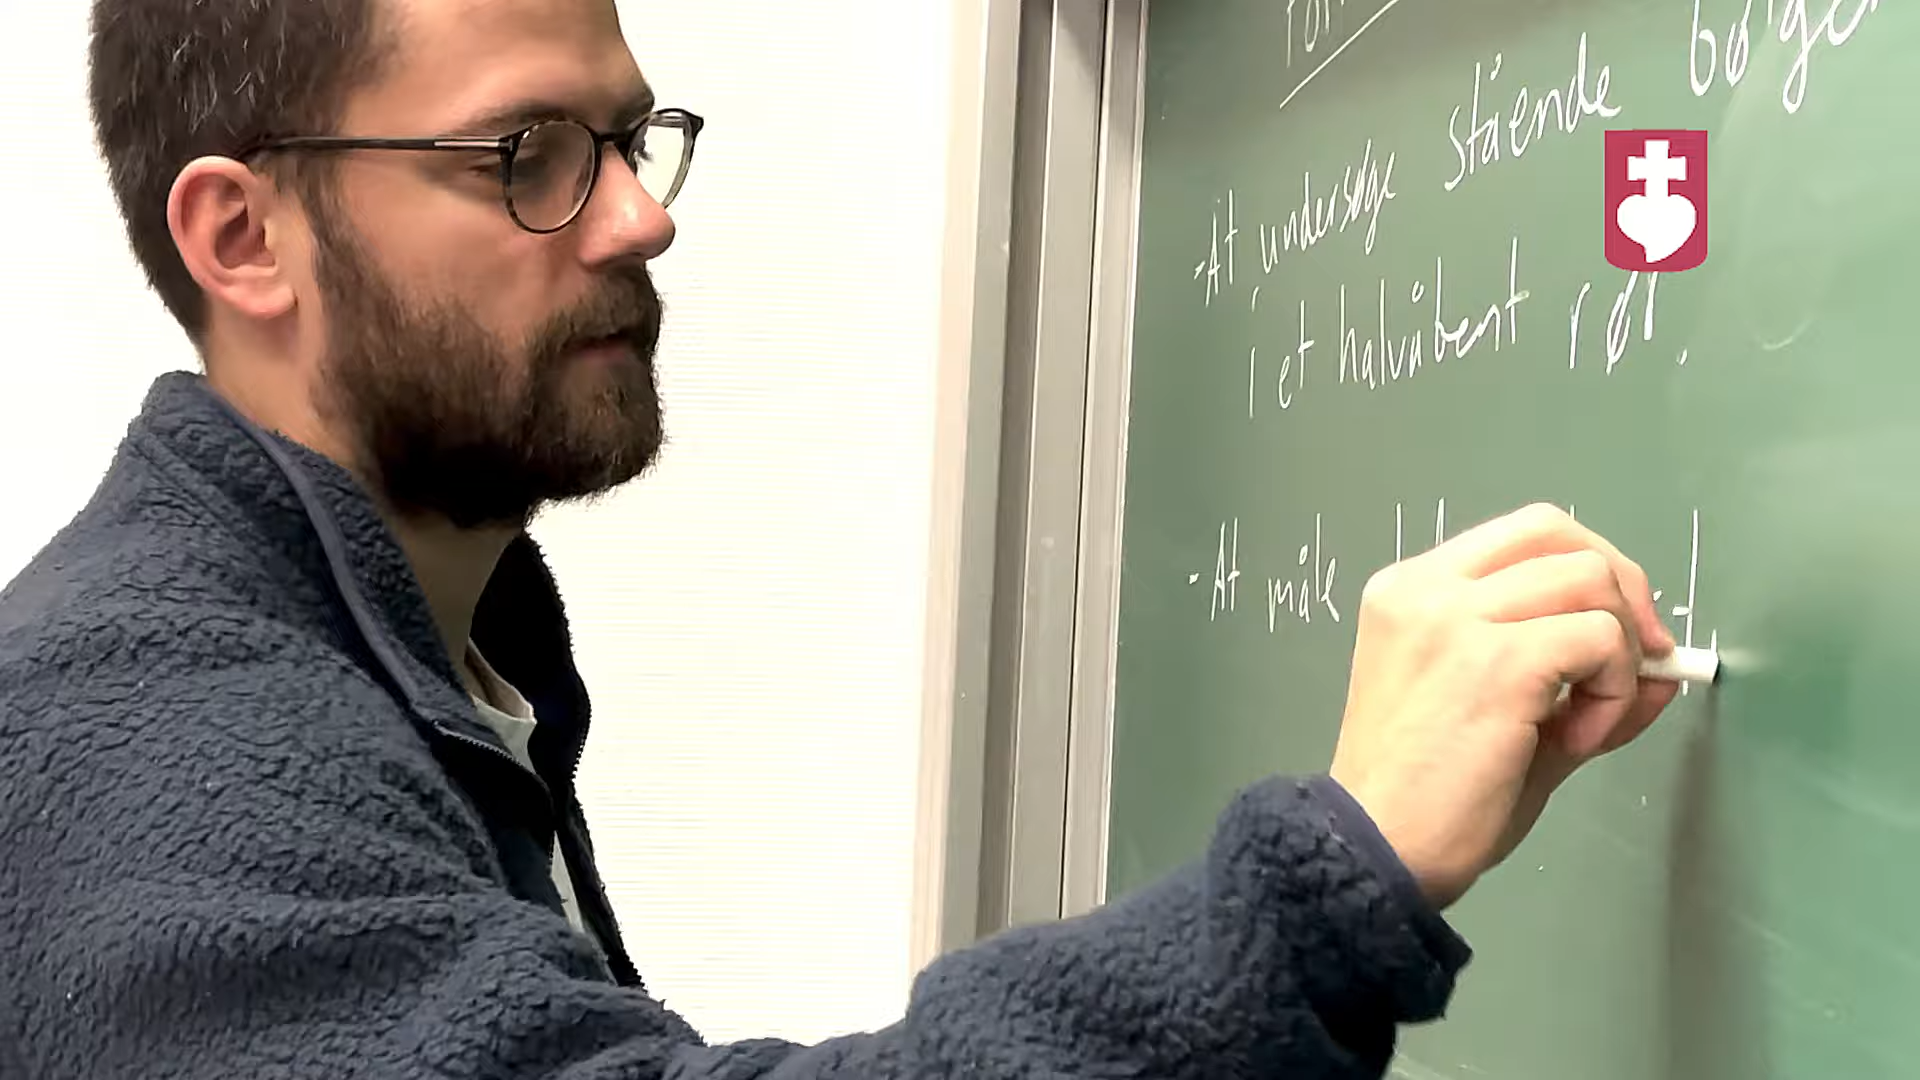 - At undersøge stående bølger
i et halvåbent rør.
- At måle